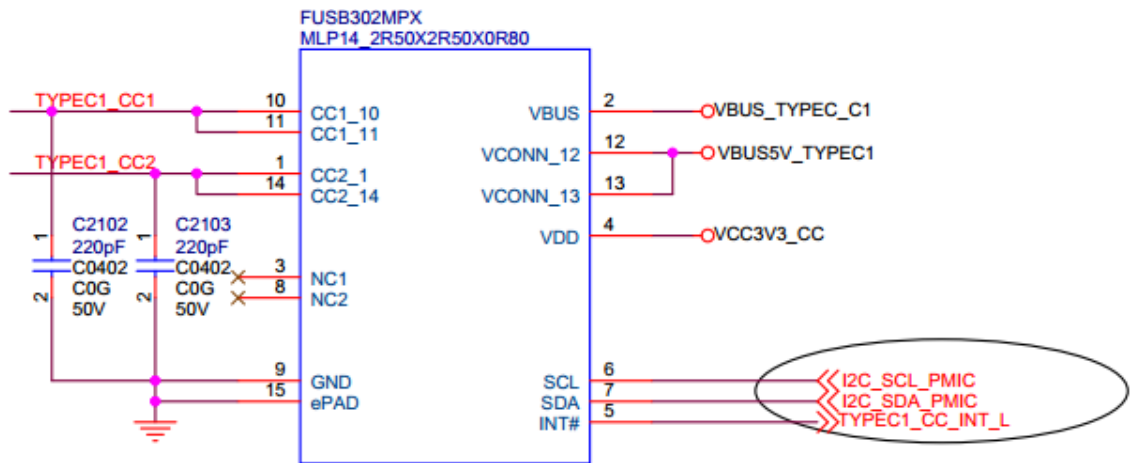 FUSB302MPX
MLP14_2R50X2R50X0R80
TYPEC1_CC1
10
CC1_10
11
CC1_11
TYPEC1_CC2
1
CC2_1
14
CC2_14
2
VBUS
VBUS_TYPEC_C1
12
VCONN_12
VBUS5V_TYPEC1
13
VCONN_13
4
VDD
VCC3V3_CC
1
C2102
220pF
C0402
C0G
50V
2
1
C2103
220pF
C0402
C0G
50V
2
3
NC1
8
NC2
9
GND
15
ePAD
6
SCL
I2C_SCL_PMIC
7
SDA
I2C_SDA_PMIC
5
INT#
TYPEC1_CC_INT_L